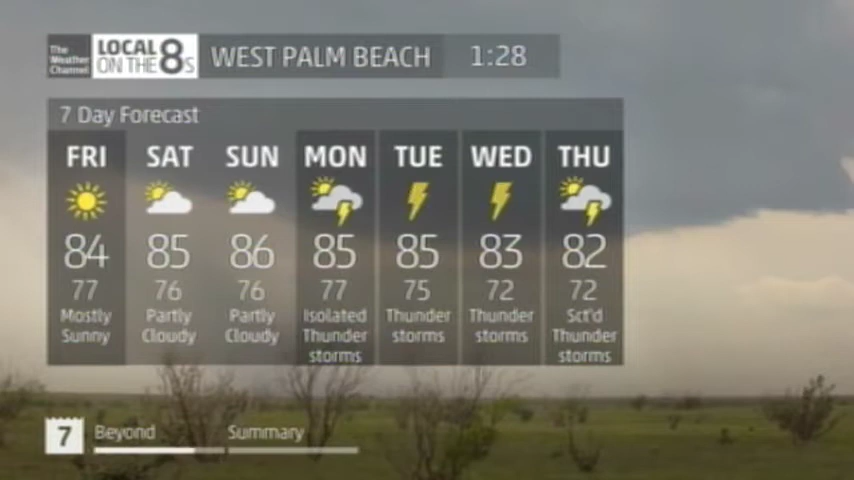 The Weather Channel
LOCAL ON THE 8s
WEST PALM BEACH
1:28
7 Day Forecast
FRI SAT SUN MON TUE WED THU
84 85 86 85 85 83 82
77 76 76 77 75 72 72
Mostly Sunny
Partly Cloudy
Partly Cloudy
Isolated Thunder storms
Thunder storms
Thunder storms
Sct'd Thunder storms
7 Beyond Summary